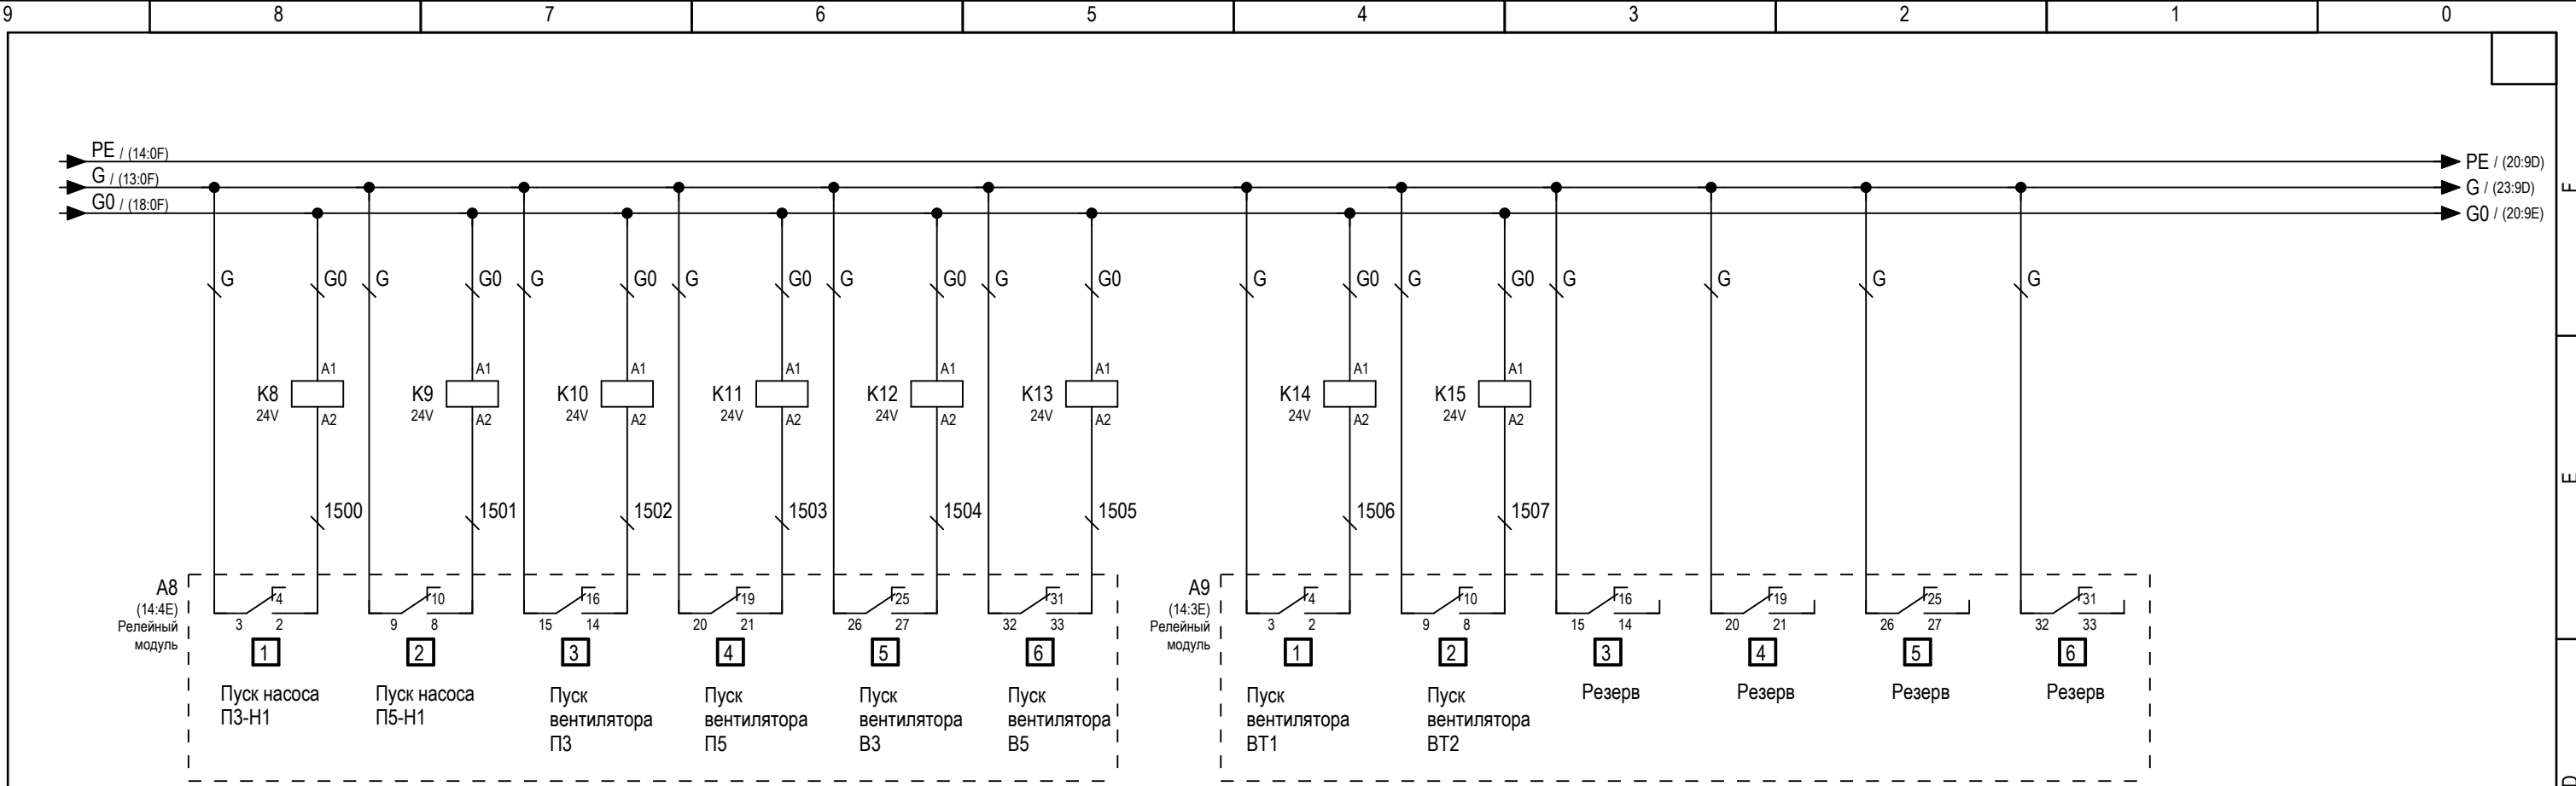 9 8 7 6 5 4 3 2 1 0
PE / (14:0F)
PE / (20:9D)
G / (13:0F)
G / (23:9D)
G0 / (18:0F)
G0 / (20:9E)
F
G G0 G G0 G G0 G G0 G G0 G G0 G G0 G G0 G G G G
A1 A1 A1 A1 A1 A1 A1 A1
K8 K9 K10 K11 K12 K13 K14 K15
24V 24V 24V 24V 24V 24V 24V 24V
A2 A2 A2 A2 A2 A2 A2 A2
E
1500 1501 1502 1503 1504 1505 1506 1507
A8
(14:4E)
Релейный
модуль
4 10 16 19 25 31
3 2 9 8 15 14 20 21 26 27 32 33
1 2 3 4 5 6
Пуск насоса
П3-Н1
Пуск насоса
П5-Н1
Пуск
вентилятора
П3
Пуск
вентилятора
П5
Пуск
вентилятора
В3
Пуск
вентилятора
В5
A9
(14:3E)
Релейный
модуль
4 10 16 19 25 31
3 2 9 8 15 14 20 21 26 27 32 33
1 2 3 4 5 6
Пуск
вентилятора
ВТ1
Пуск
вентилятора
ВТ2
Резерв
Резерв
Резерв
Резерв
D